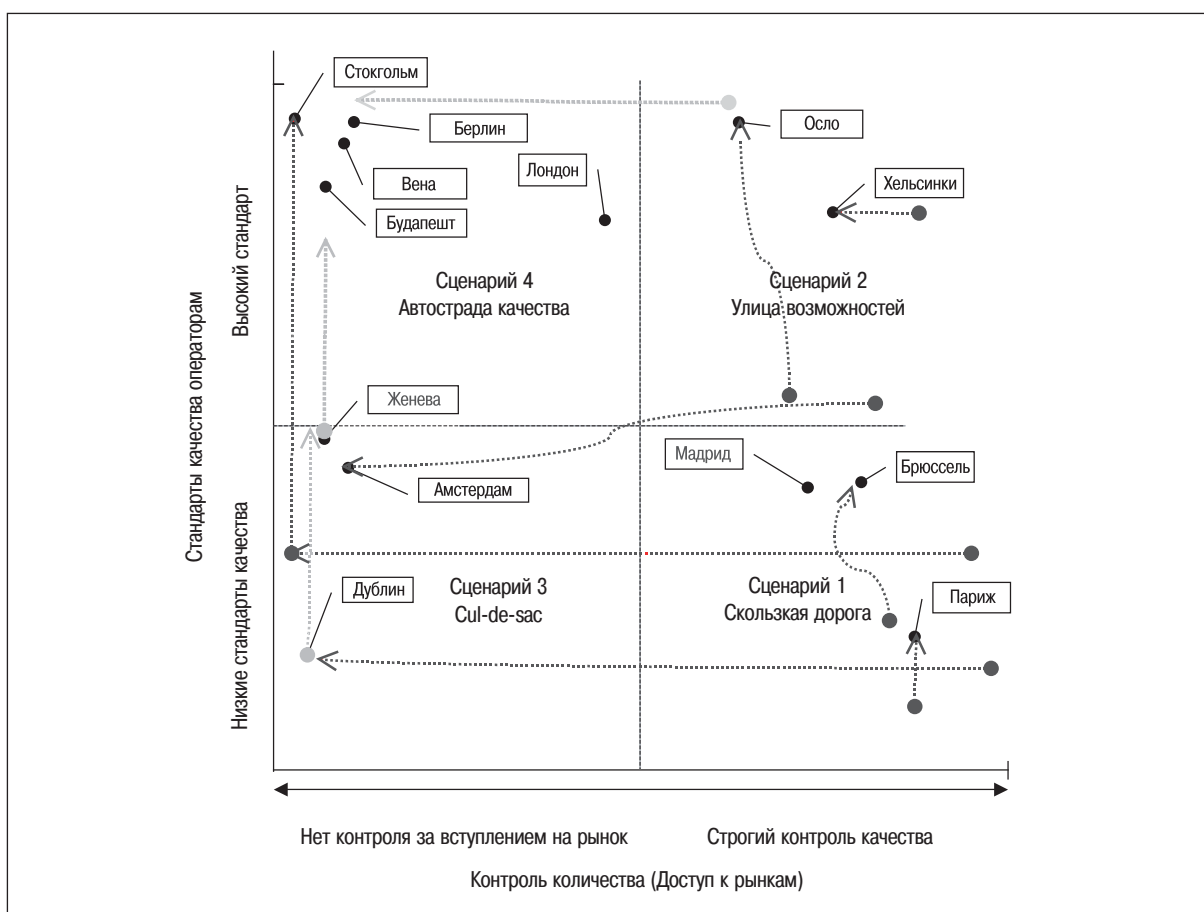 Стокгольм
Берлин
Осло
Вена
Лондон
Хельсинки
Будапешт
Стандарты качества операторам
Высокий стандарт
Низкие стандарты качества
Сценарий 4
Автострада качества
Сценарий 2
Улица возможностей
Женева
Мадрид
Брюссель
Амстердам
Дублин
Сценарий 3
Cul-de-sac
Сценарий 1
Скользкая дорога
Париж
Нет контроля за вступлением на рынок
Строгий контроль качества
Контроль количества (Доступ к рынкам)